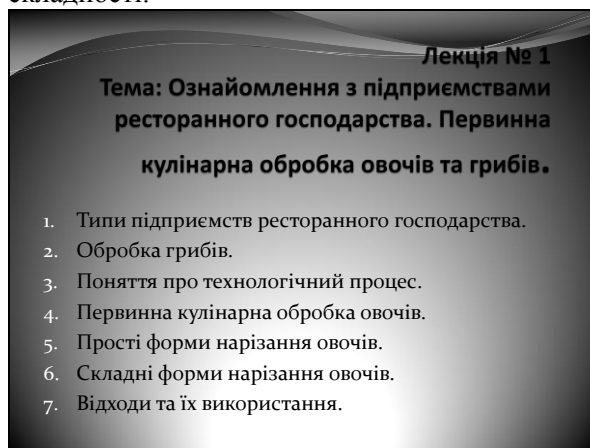 складності.
Лекція № 1
Тема: Ознайомлення з підприємствами
ресторанного господарства. Первинна
кулінарна обробка овочів та грибів.
1. Типи підприємств ресторанного господарства.
2. Обробка грибів.
3. Поняття про технологічний процес.
4. Первинна кулінарна обробка овочів.
5. Прості форми нарізання овочів.
6. Складні форми нарізання овочів.
7. Відходи та їх використання.